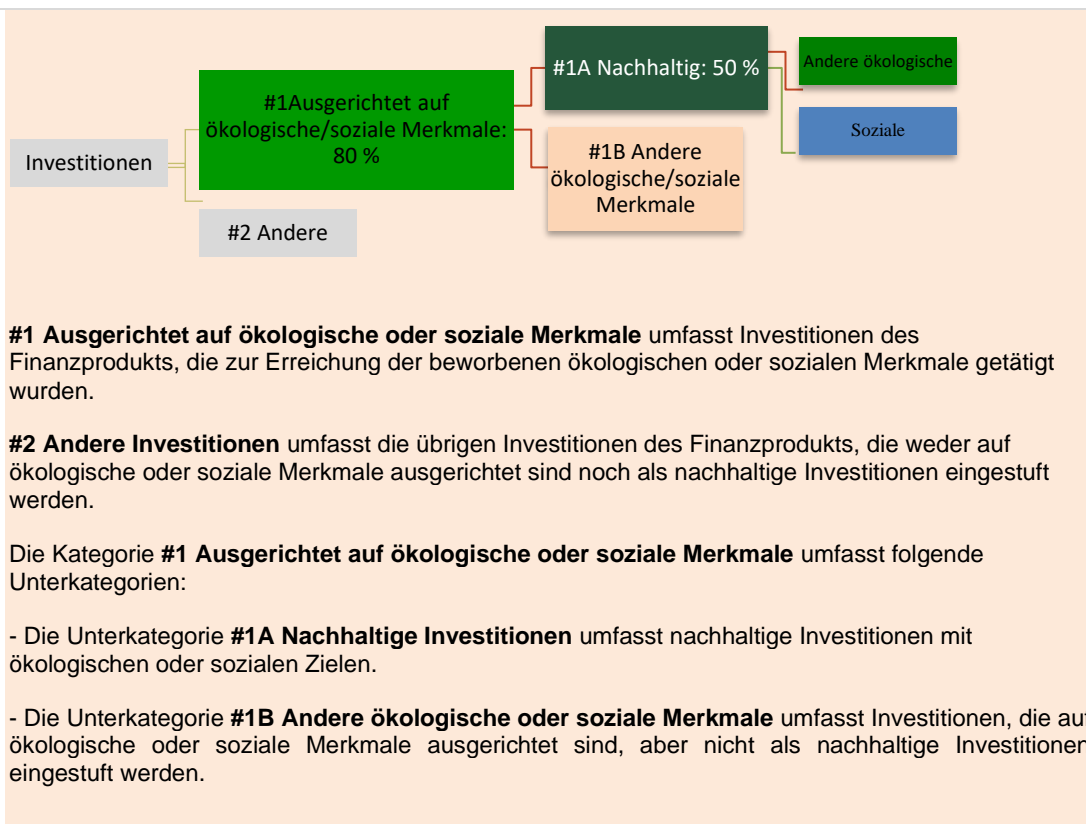 Investitionen
#1Ausgerichtet auf
ökologische/soziale Merkmale:
80 %
#2 Andere
#1A Nachhaltig: 50 %
#1B Andere
ökologische/soziale
Merkmale
Andere ökologische
Soziale
#1 Ausgerichtet auf ökologische oder soziale Merkmale umfasst Investitionen des
Finanzprodukts, die zur Erreichung der beworbenen ökologischen oder sozialen Merkmale getätigt
wurden.
#2 Andere Investitionen umfasst die übrigen Investitionen des Finanzprodukts, die weder auf
ökologische oder soziale Merkmale ausgerichtet sind noch als nachhaltige Investitionen eingestuft
werden.
Die Kategorie #1 Ausgerichtet auf ökologische oder soziale Merkmale umfasst folgende
Unterkategorien:
- Die Unterkategorie #1A Nachhaltige Investitionen umfasst nachhaltige Investitionen mit
ökologischen oder sozialen Zielen.
- Die Unterkategorie #1B Andere ökologische oder soziale Merkmale umfasst Investitionen, die auf
ökologische oder soziale Merkmale ausgerichtet sind, aber nicht als nachhaltige Investitionen
eingestuft werden.